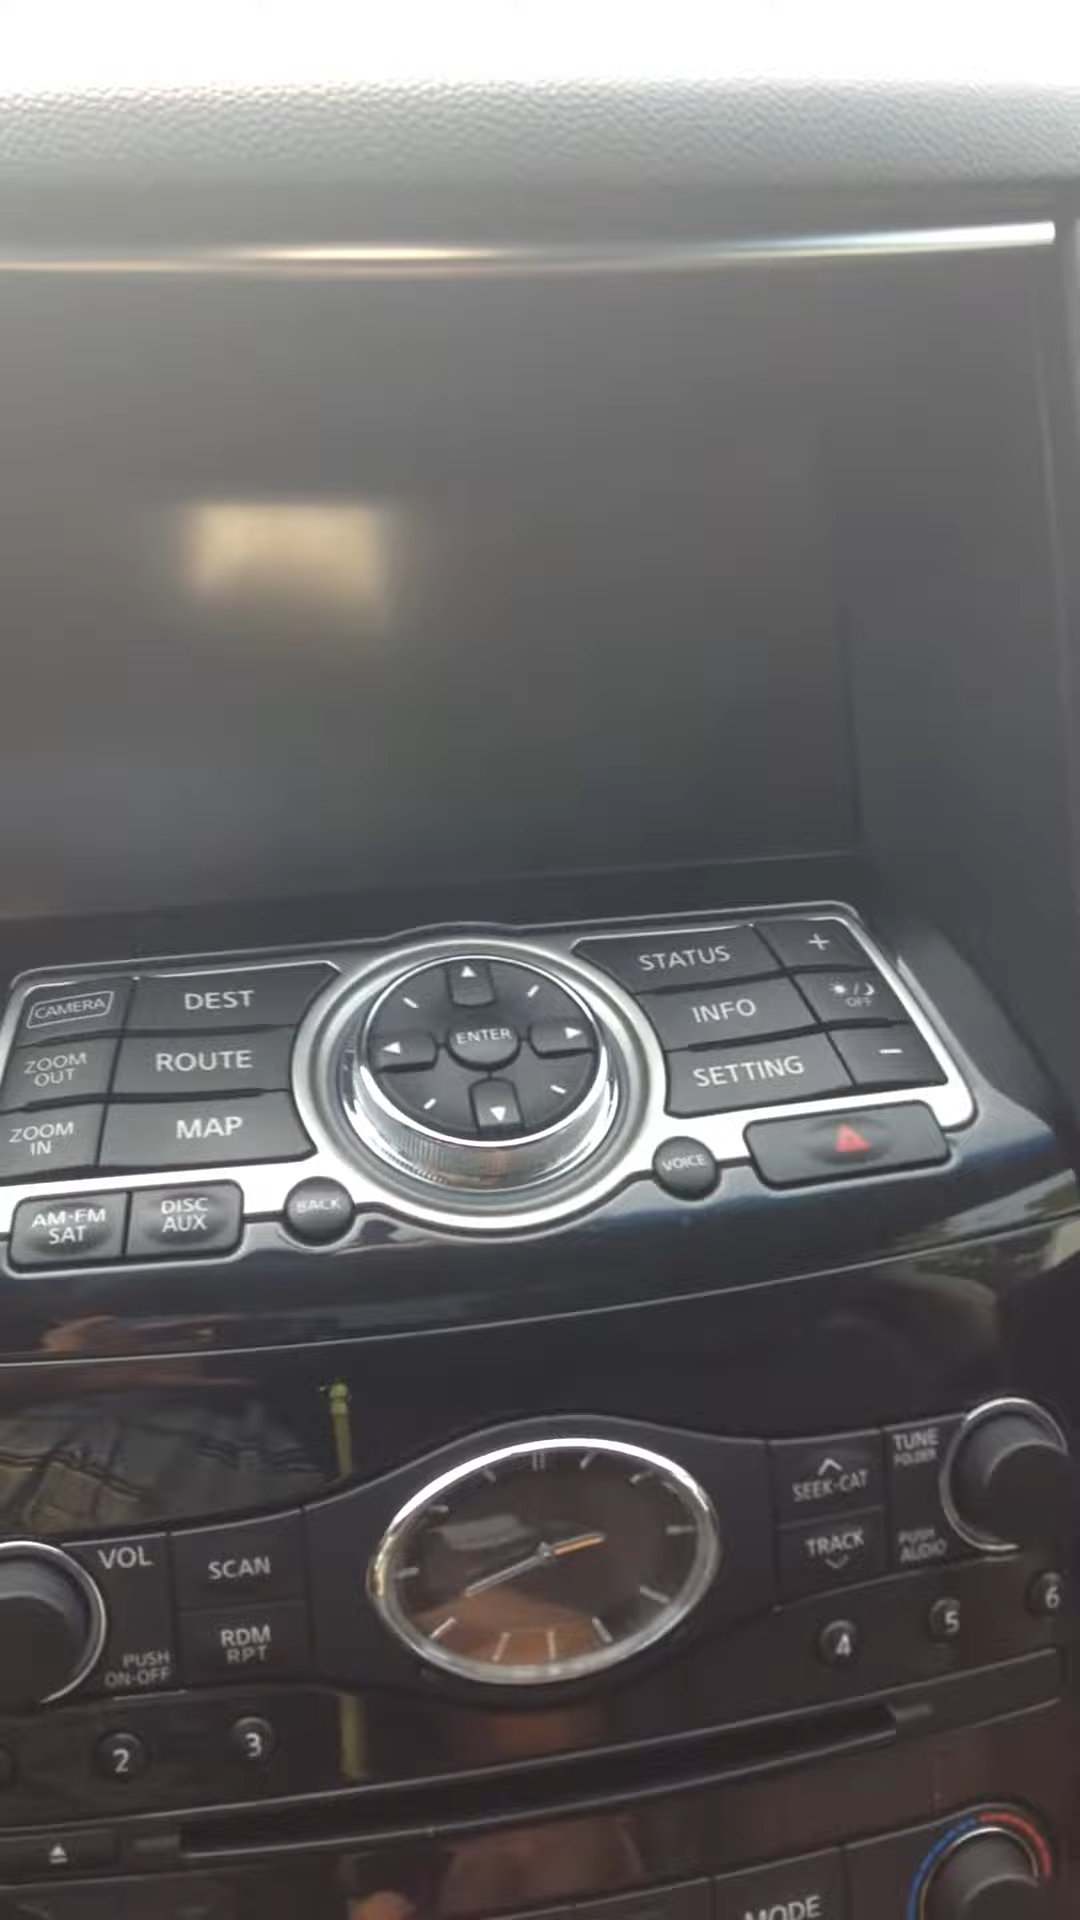 CAMERA
DEST
ZOOM
OUT
ROUTE
ZOOM
IN
MAP
ENTER
STATUS
+
INFO
OFF
SETTING
−
AM·FM
SAT
DISC
AUX
BACK
VOICE
VOL
PUSH
ON·OFF
SCAN
RDM
RPT
SEEK·CAT
TRACK
TUNE
FOLDER
PUSH
AUDIO
2
3
4
5
6
MODE